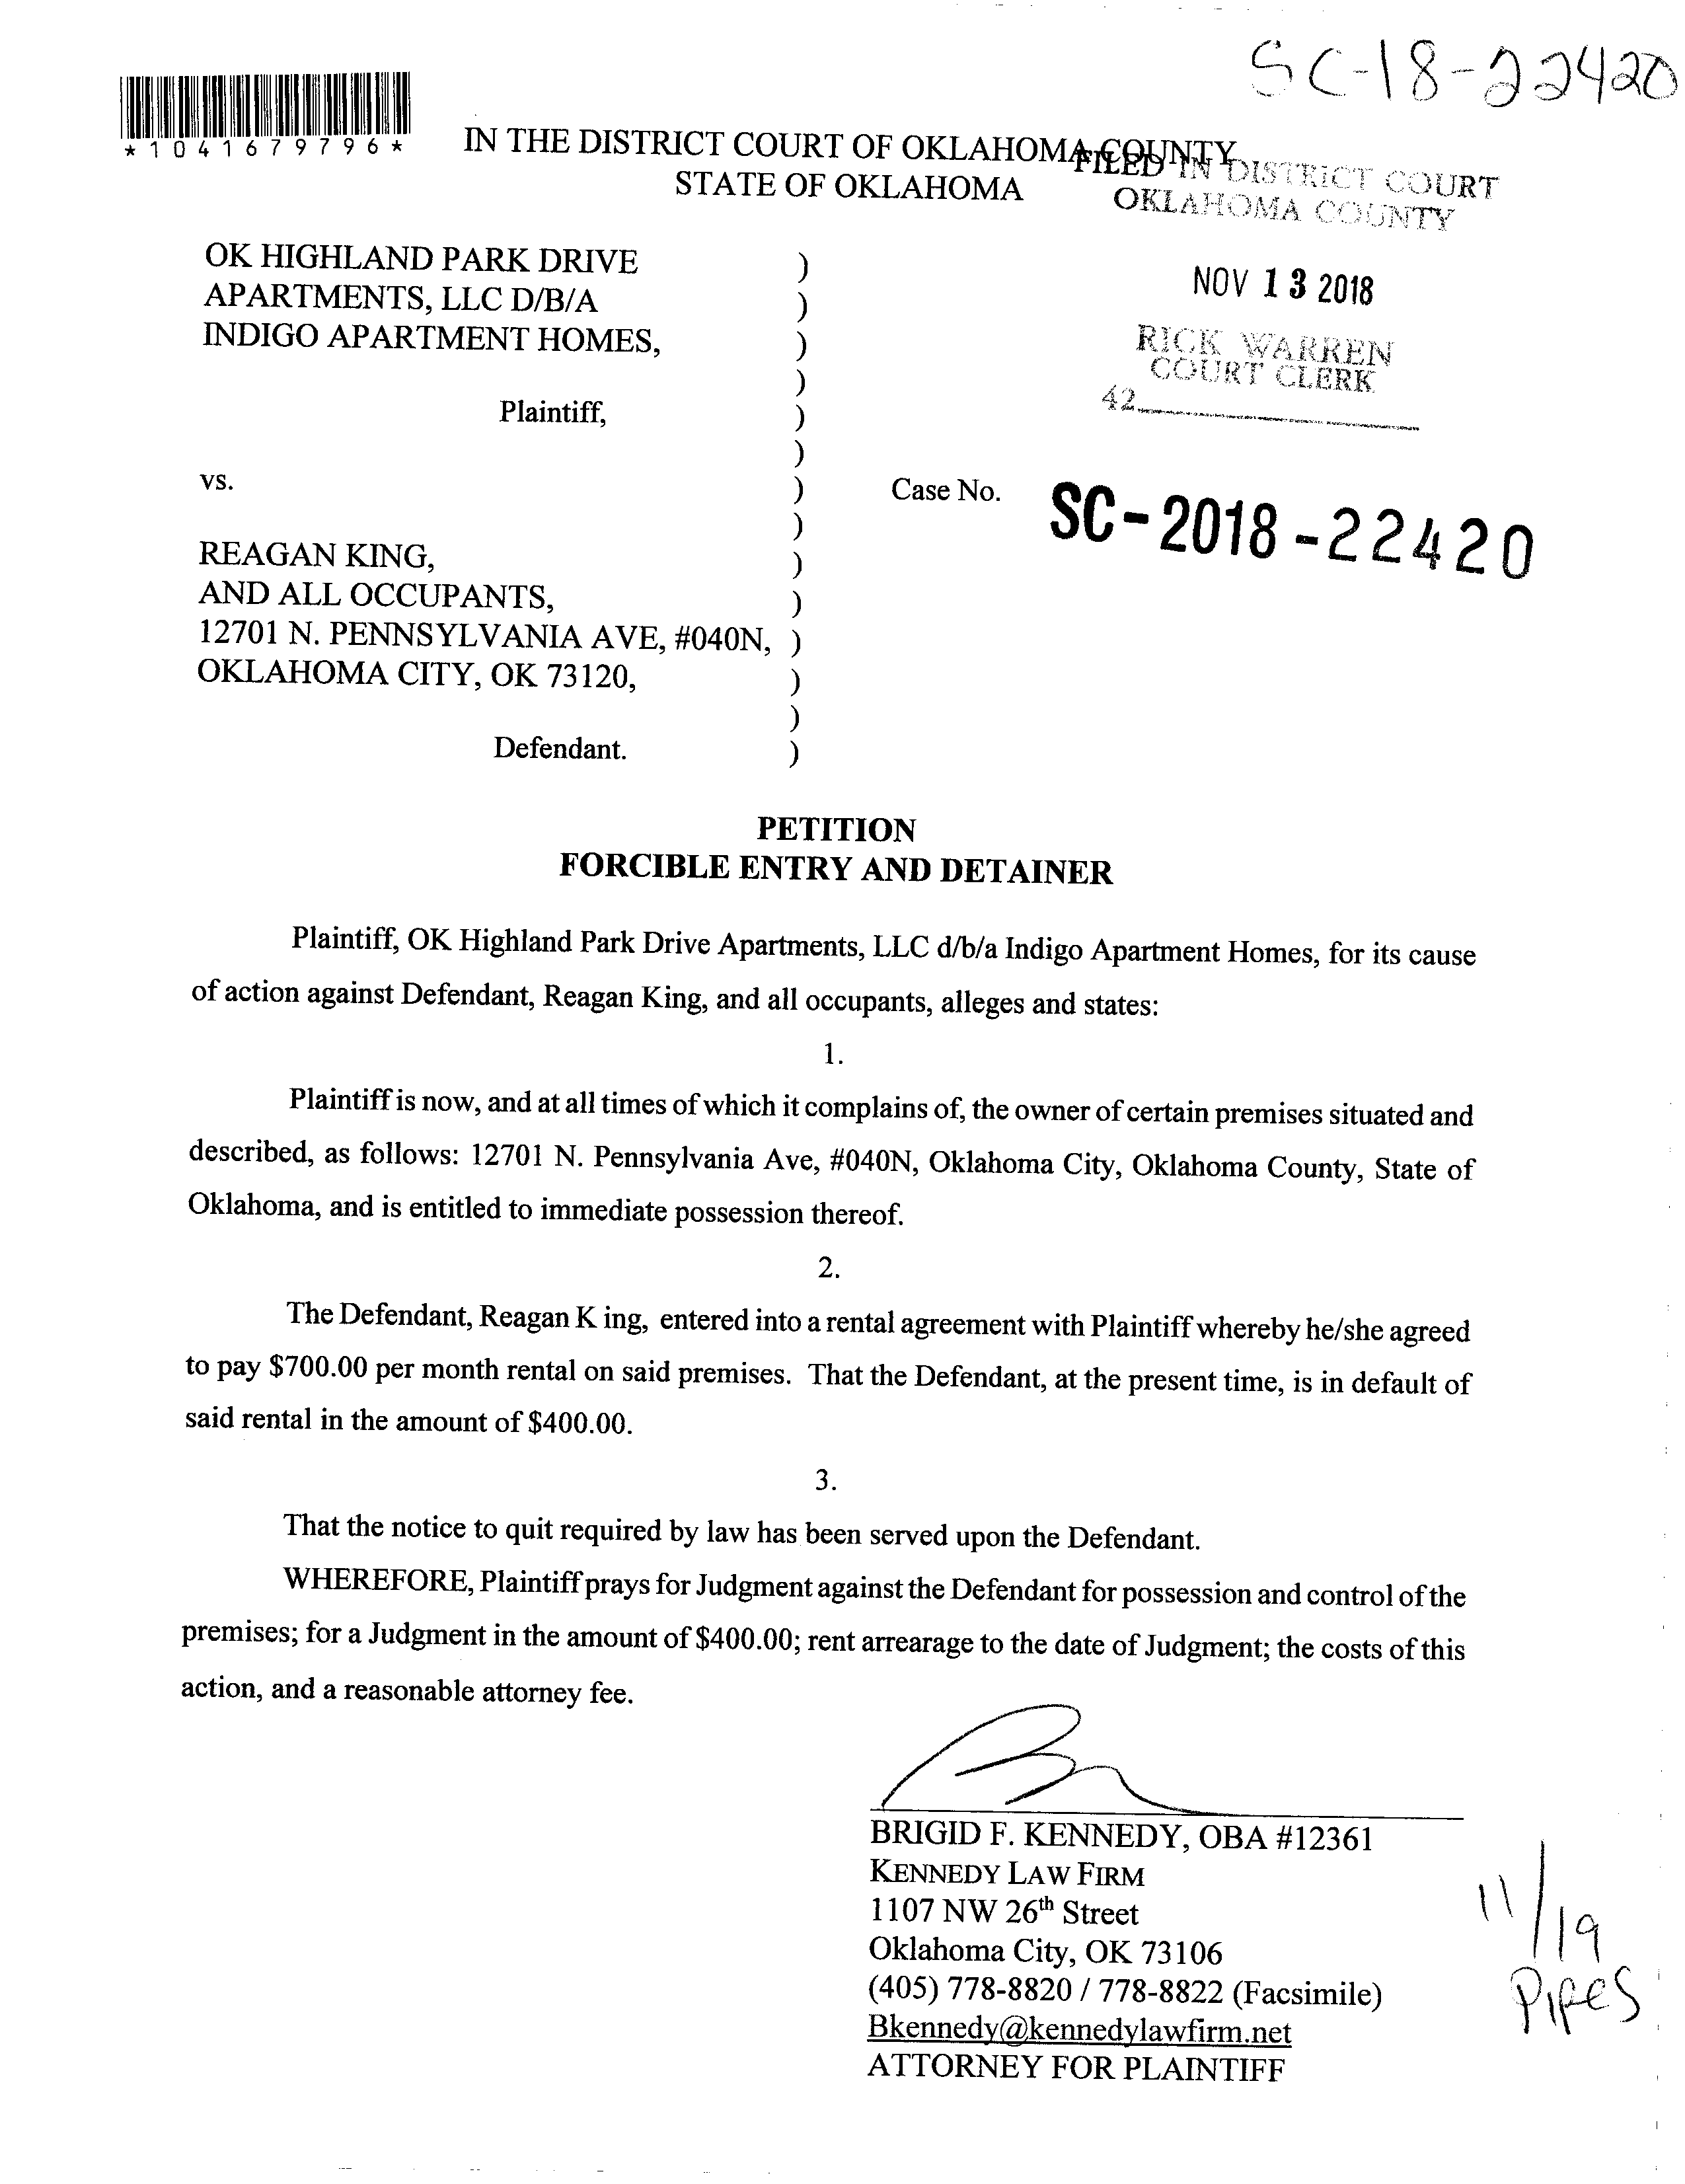 SC-18-22420
*1041679796*
IN THE DISTRICT COURT OF OKLAHOMA COUNTY
STATE OF OKLAHOMA
FILED IN DISTRICT COURT
OKLAHOMA COUNTY
NOV 13 2018
RICK WARREN
COURT CLERK
42
OK HIGHLAND PARK DRIVE )
APARTMENTS, LLC D/B/A )
INDIGO APARTMENT HOMES, )
)
Plaintiff, )
)
vs. ) Case No. SC-2018-22420
)
REAGAN KING, )
AND ALL OCCUPANTS, )
12701 N. PENNSYLVANIA AVE, #040N, )
OKLAHOMA CITY, OK 73120, )
)
Defendant. )
PETITION
FORCIBLE ENTRY AND DETAINER
Plaintiff, OK Highland Park Drive Apartments, LLC d/b/a Indigo Apartment Homes, for its cause
of action against Defendant, Reagan King, and all occupants, alleges and states:
1.
Plaintiff is now, and at all times of which it complains of, the owner of certain premises situated and
described, as follows: 12701 N. Pennsylvania Ave, #040N, Oklahoma City, Oklahoma County, State of
Oklahoma, and is entitled to immediate possession thereof.
2.
The Defendant, Reagan K ing, entered into a rental agreement with Plaintiff whereby he/she agreed
to pay $700.00 per month rental on said premises. That the Defendant, at the present time, is in default of
said rental in the amount of $400.00.
3.
That the notice to quit required by law has been served upon the Defendant.
WHEREFORE, Plaintiff prays for Judgment against the Defendant for possession and control of the
premises; for a Judgment in the amount of $400.00; rent arrearage to the date of Judgment; the costs of this
action, and a reasonable attorney fee.
BRIGID F. KENNEDY, OBA #12361
KENNEDY LAW FIRM
1107 NW 26th Street
Oklahoma City, OK 73106
(405) 778-8820 / 778-8822 (Facsimile)
Bkennedy@kennedylawfirm.net
ATTORNEY FOR PLAINTIFF
11/19
Pipes